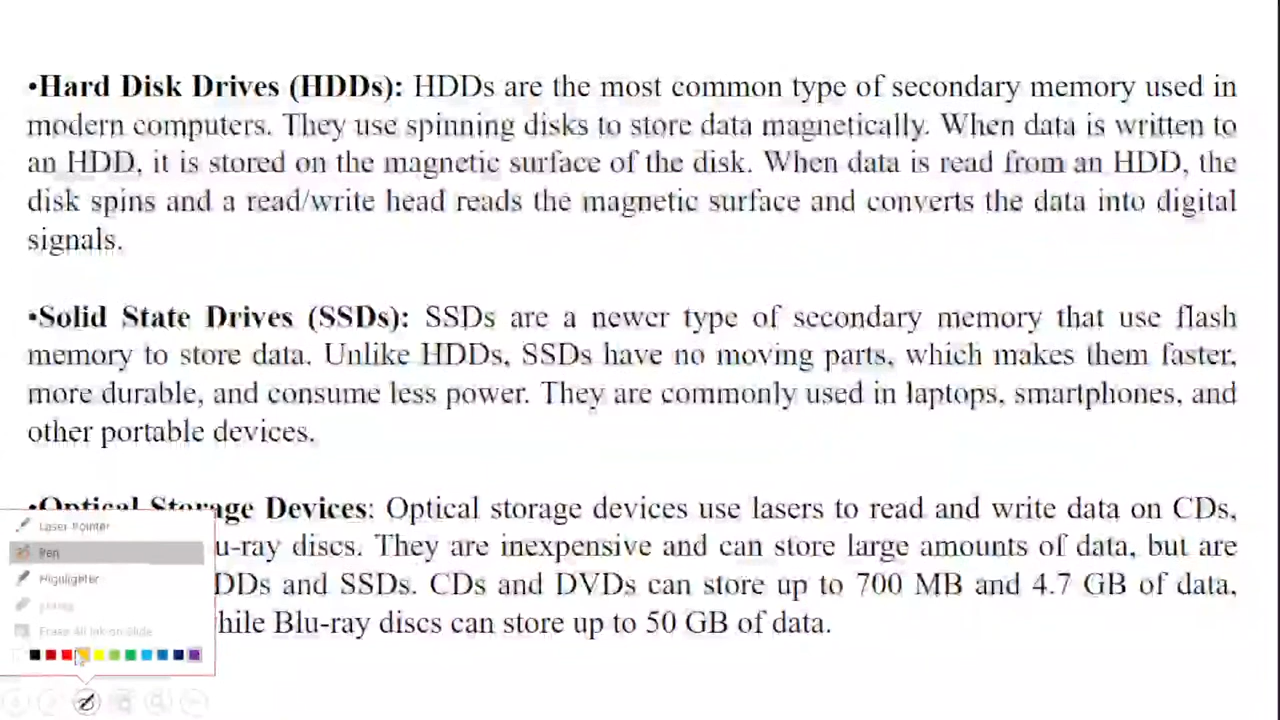 •Hard Disk Drives (HDDs): HDDs are the most common type of secondary memory used in
modern computers. They use spinning disks to store data magnetically. When data is written to
an HDD, it is stored on the magnetic surface of the disk. When data is read from an HDD, the
disk spins and a read/write head reads the magnetic surface and converts the data into digital
signals.
•Solid State Drives (SSDs): SSDs are a newer type of secondary memory that use flash
memory to store data. Unlike HDDs, SSDs have no moving parts, which makes them faster,
more durable, and consume less power. They are commonly used in laptops, smartphones, and
other portable devices.
•Optical Storage Devices: Optical storage devices use lasers to read and write data on CDs,
u-ray discs. They are inexpensive and can store large amounts of data, but are
DDs and SSDs. CDs and DVDs can store up to 700 MB and 4.7 GB of data,
hile Blu-ray discs can store up to 50 GB of data.
Laser Pointer
Pen
Highlighter
Erase All Ink on Slide